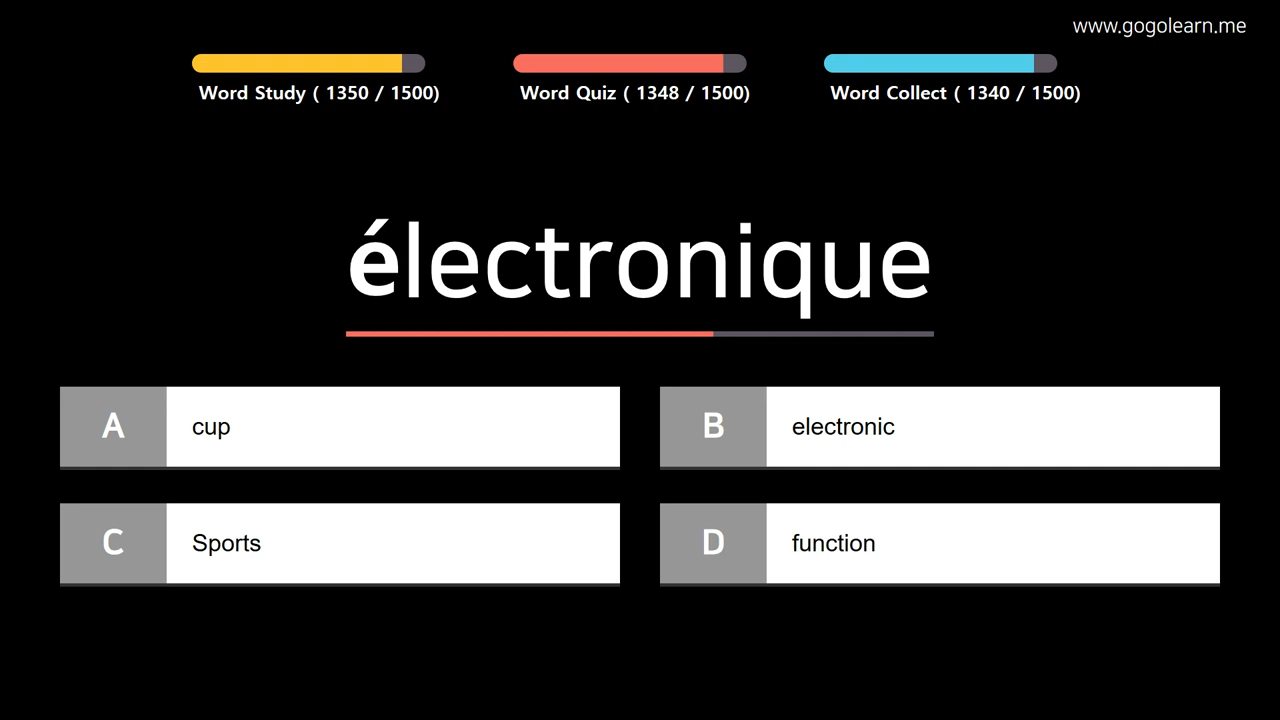 www.gogolearn.me
Word Study ( 1350 / 1500)
Word Quiz ( 1348 / 1500)
Word Collect ( 1340 / 1500)
électronique
A cup
B electronic
C Sports
D function